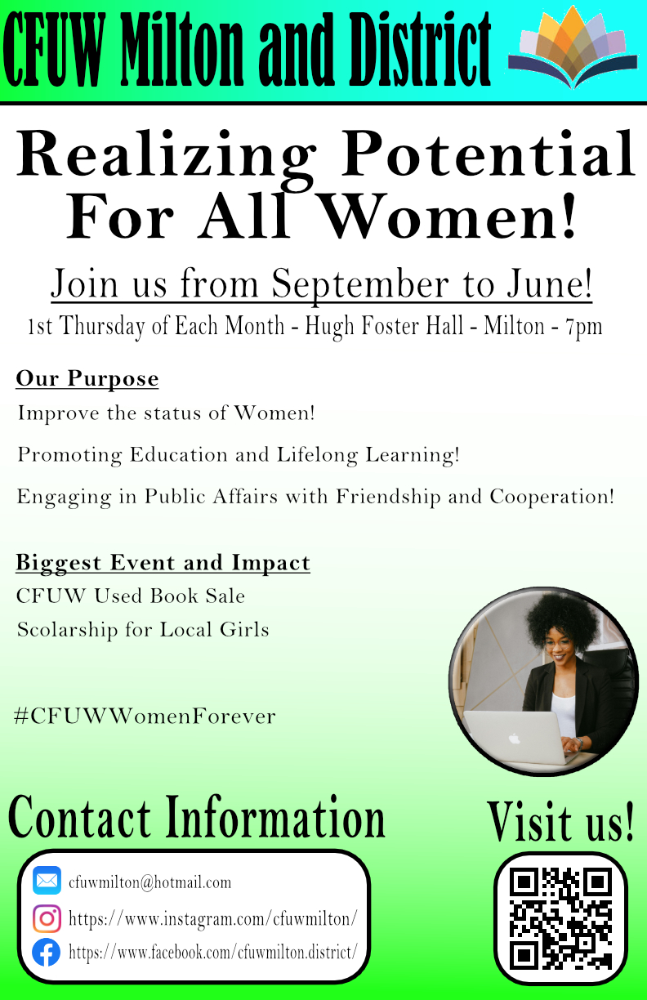 CFUW Milton and District
Realizing Potential
For All Women!
Join us from September to June!
1st Thursday of Each Month - Hugh Foster Hall - Milton - 7pm
Our Purpose
Improve the status of Women!
Promoting Education and Lifelong Learning!
Engaging in Public Affairs with Friendship and Cooperation!
Biggest Event and Impact
CFUW Used Book Sale
Scolarship for Local Girls
#CFUWWomenForever
Contact Information
Visit us!
cfuwmilton@hotmail.com
https://www.instagram.com/cfuwmilton/
https://www.facebook.com/cfuwmilton.district/